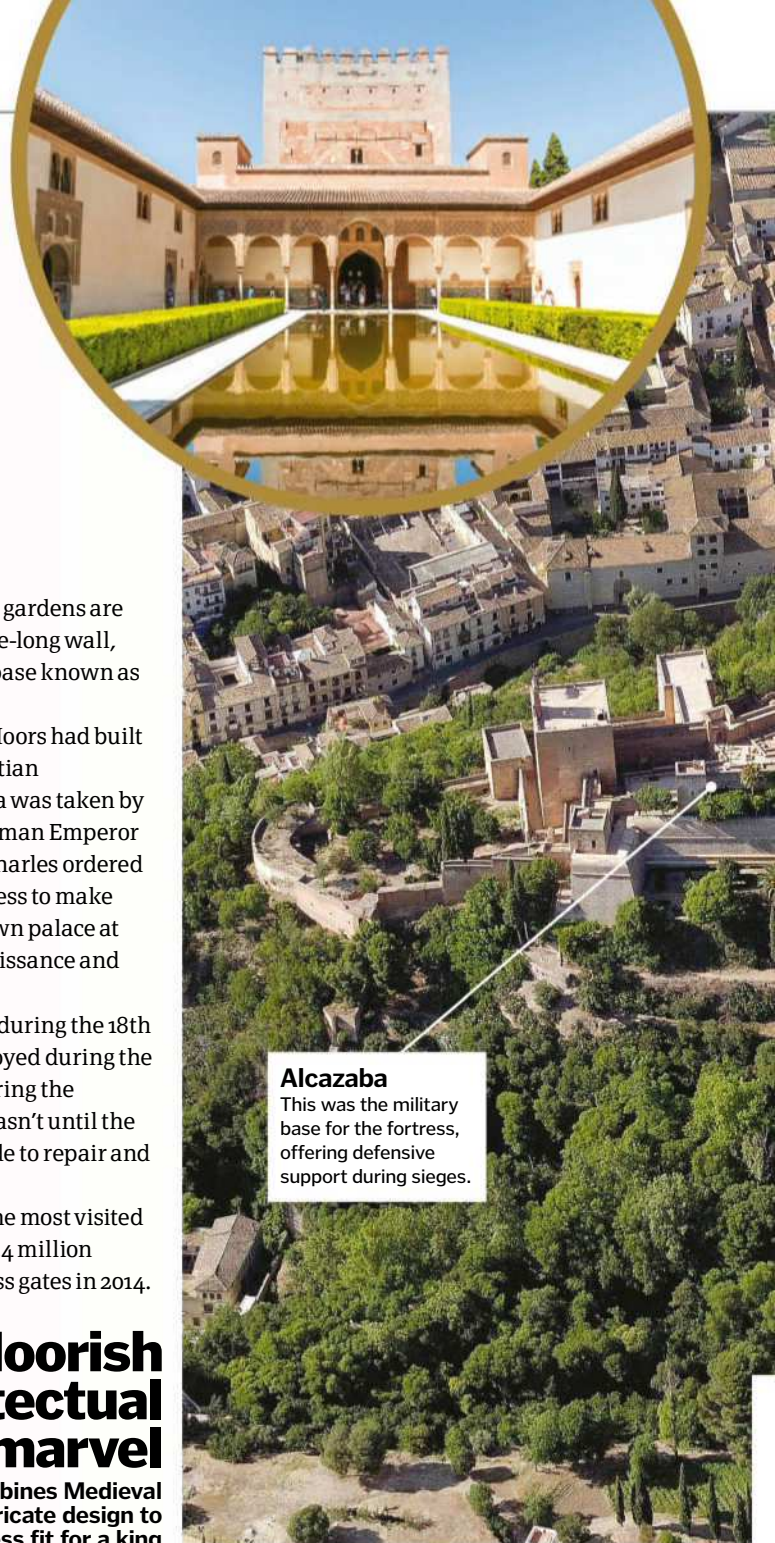 gardens are
e-long wall,
base known as
oors had built
tian
a was taken by
man Emperor
harles ordered
ess to make
wn palace at
issance and
during the 18th
oyed during the
ring the
asn't until the
le to repair and
he most visited
4 million
ss gates in 2014.
oorish
tectual
marvel
bines Medieval
ricate design to
ess fit for a king
Alcazaba
This was the military
base for the fortress,
offering defensive
support during sieges.